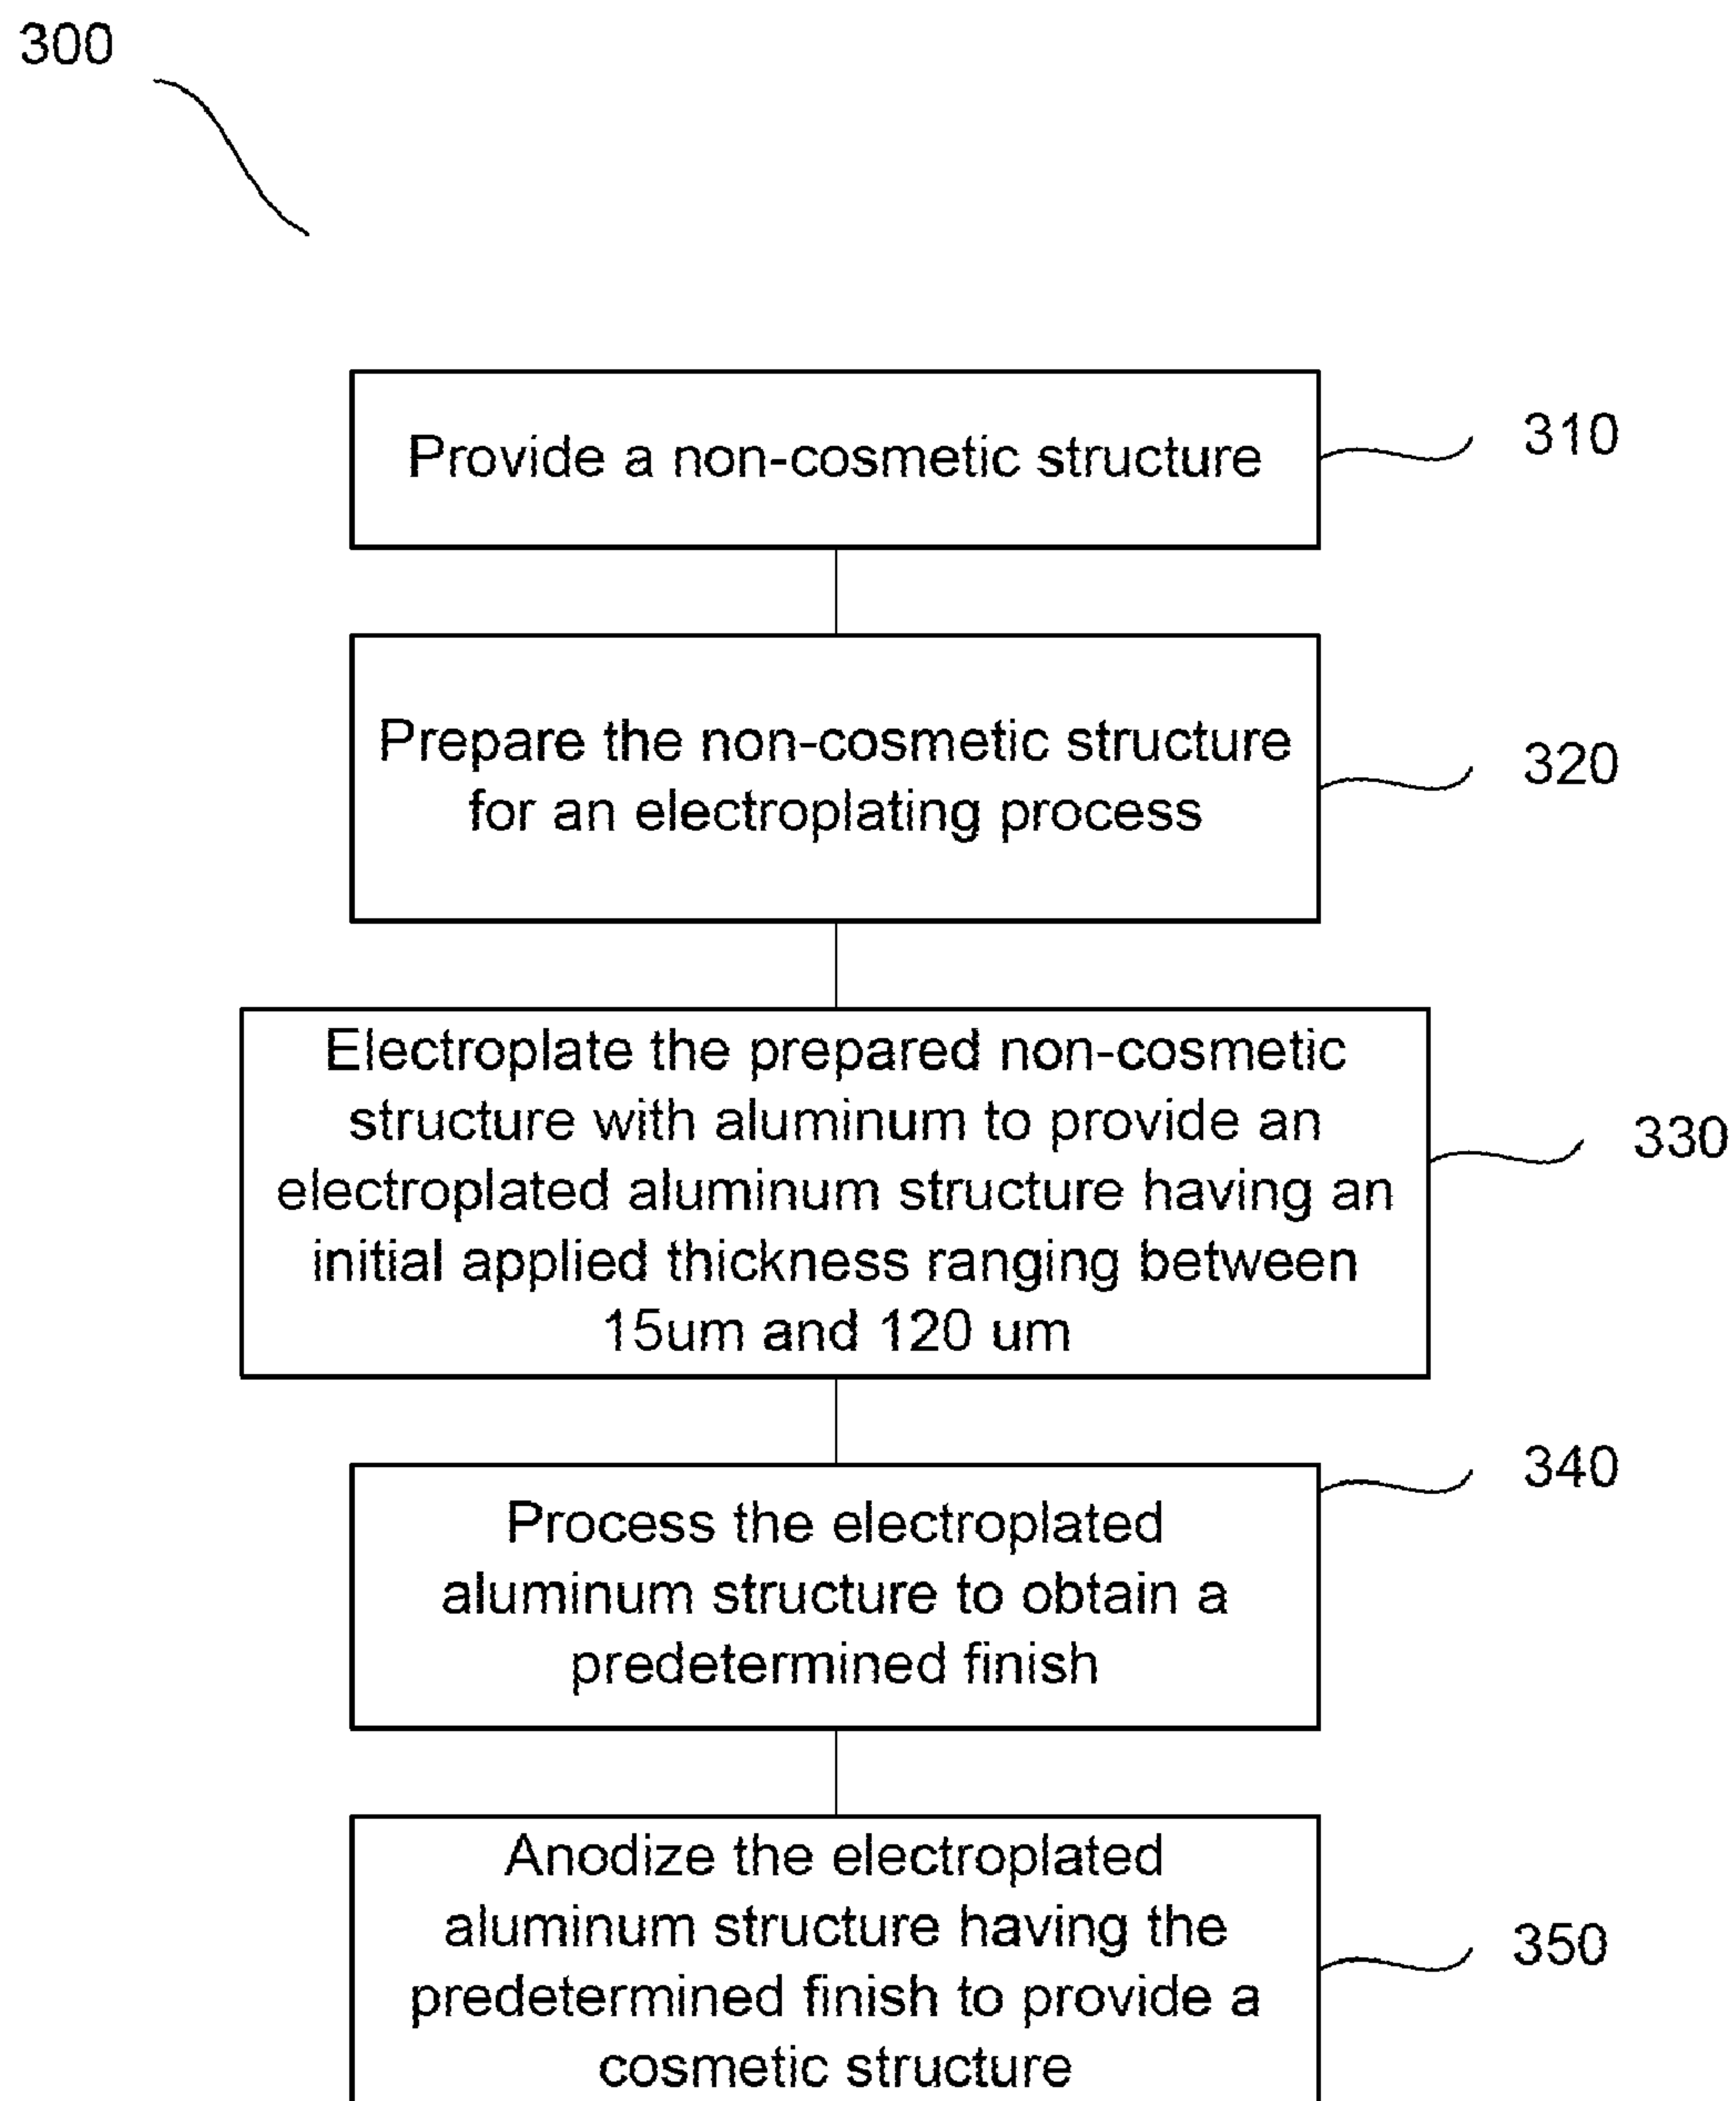 300
Provide a non-cosmetic structure
310
Prepare the non-cosmetic structure
for an electroplating process
320
Electroplate the prepared non-cosmetic
structure with aluminum to provide an
electroplated aluminum structure having an
initial applied thickness ranging between
15um and 120 um
330
Process the electroplated
aluminum structure to obtain a
predetermined finish
340
Anodize the electroplated
aluminum structure having the
predetermined finish to provide a
cosmetic structure
350